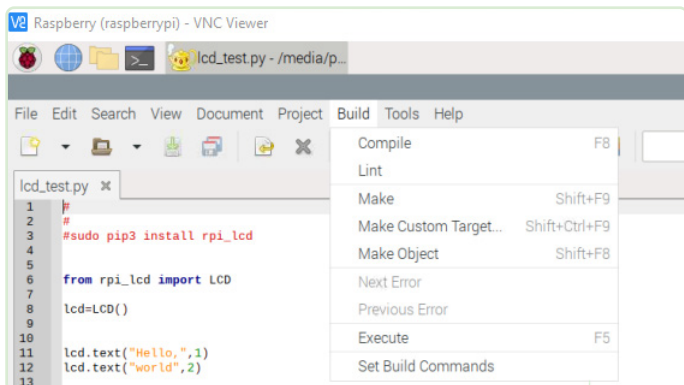 VP Raspberry (raspberrypi) - VNC Viewer
>_ lcd_test.py - /media/p...
File Edit Search View Document Project Build Tools Help
Compile F8
Lint
Make Shift+F9
Make Custom Target... Shift+Ctrl+F9
Make Object Shift+F8
Next Error
Previous Error
Execute F5
Set Build Commands
lcd_test.py ×
1 #
2 #
3 #sudo pip3 install rpi_lcd
4
5
6 from rpi_lcd import LCD
7
8 lcd=LCD()
9
10
11 lcd.text("Hello,",1)
12 lcd.text("world",2)
13